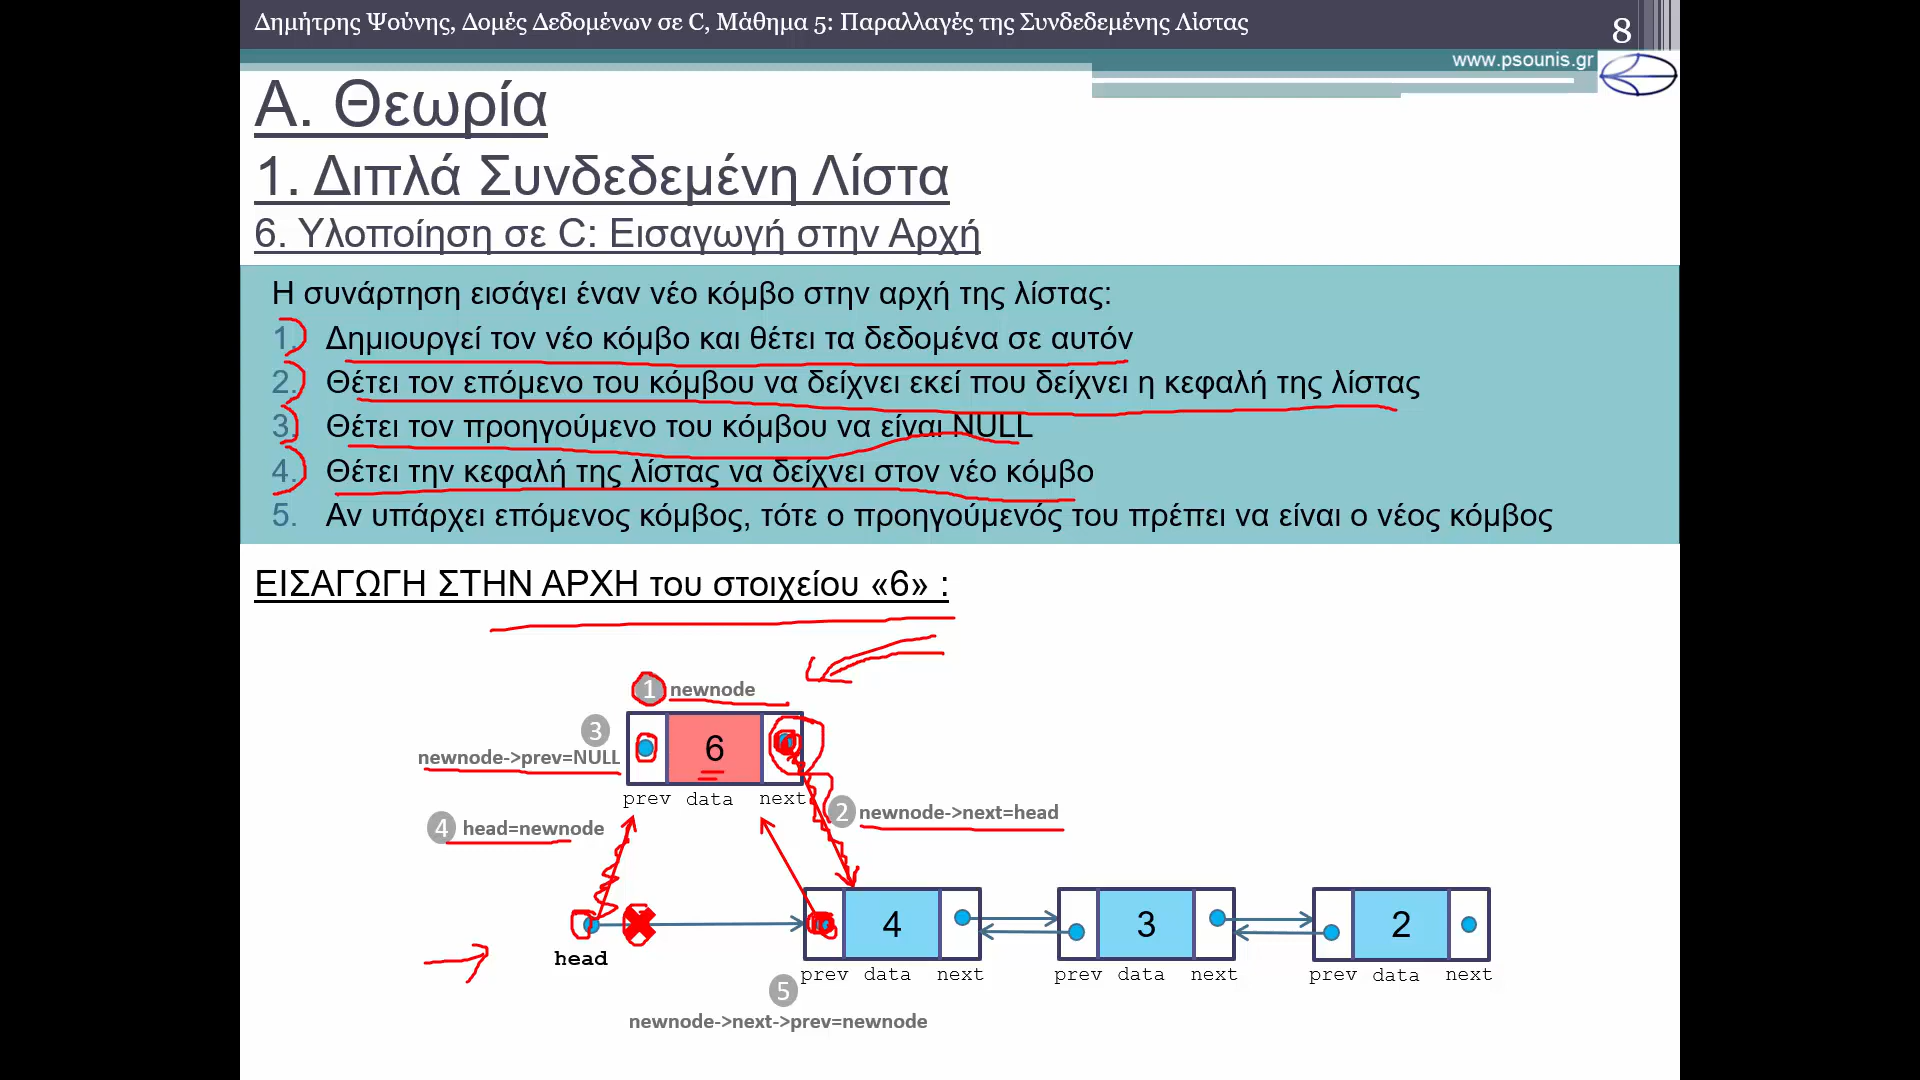 Δημήτρης Ψούνης, Δομές Δεδομένων σε C, Μάθημα 5: Παραλλαγές της Συνδεδεμένης Λίστας
8
www.psounis.gr
Α. Θεωρία
1. Διπλά Συνδεδεμένη Λίστα
6. Υλοποίηση σε C: Εισαγωγή στην Αρχή
Η συνάρτηση εισάγει έναν νέο κόμβο στην αρχή της λίστας:
1. Δημιουργεί τον νέο κόμβο και θέτει τα δεδομένα σε αυτόν
2. Θέτει τον επόμενο του κόμβου να δείχνει εκεί που δείχνει η κεφαλή της λίστας
3. Θέτει τον προηγούμενο του κόμβου να είναι NULL
4. Θέτει την κεφαλή της λίστας να δείχνει στον νέο κόμβο
5. Αν υπάρχει επόμενος κόμβος, τότε ο προηγούμενός του πρέπει να είναι ο νέος κόμβος
ΕΙΣΑΓΩΓΗ ΣΤΗΝ ΑΡΧΗ του στοιχείου «6» :
1 newnode
3
newnode->prev=NULL
6
prev data next
2 newnode->next=head
4 head=newnode
4 3 2
head
prev data next prev data next prev data next
5
newnode->next->prev=newnode